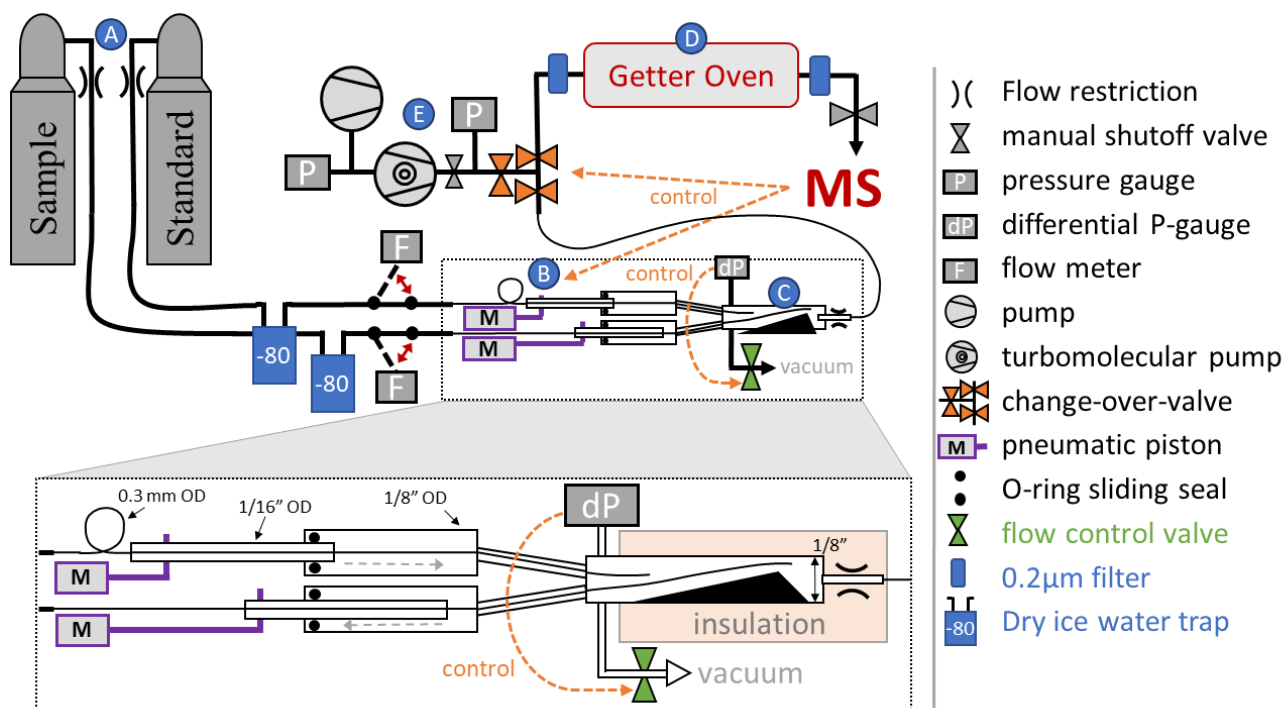 A
D
Getter Oven
Sample
Standard
E
P
P
MS
control
F
B
control
dP
C
M
M
-80
-80
F
vacuum
0.3 mm OD
1/16” OD
1/8” OD
dP
1/8”
M
M
insulation
control
vacuum
)( Flow restriction
manual shutoff valve
P pressure gauge
dP differential P-gauge
F flow meter
pump
turbomolecular pump
change-over-valve
M pneumatic piston
O-ring sliding seal
flow control valve
0.2µm filter
-80 Dry ice water trap